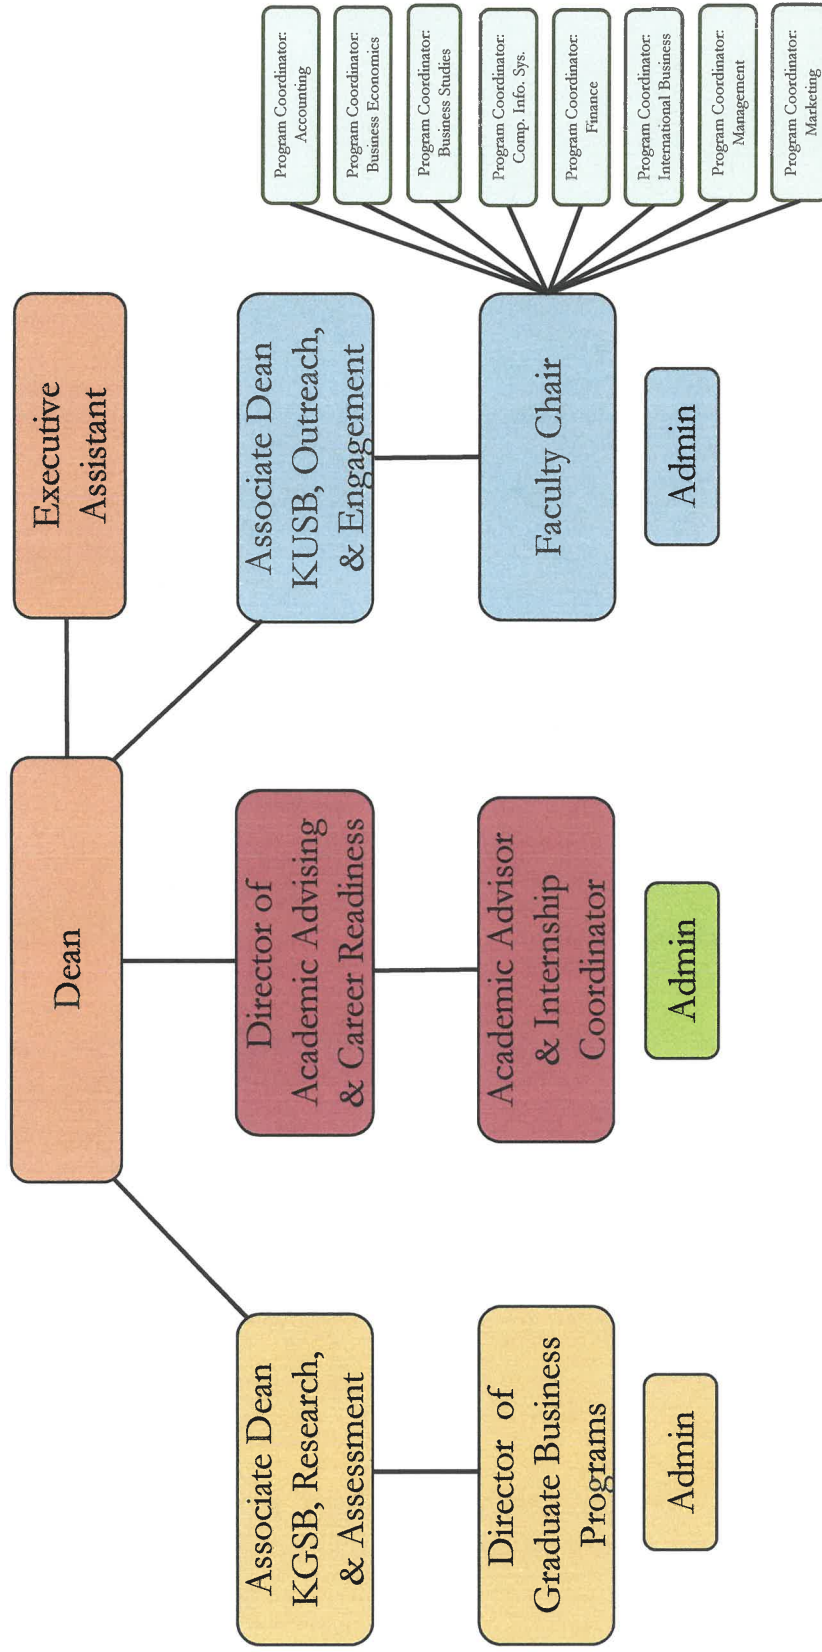 Dean
Executive
Assistant
Associate Dean
KGSB, Research,
& Assessment
Director of
Academic Advising
& Career Readiness
Associate Dean
KUSB, Outreach,
& Engagement
Director of
Graduate Business
Programs
Academic Advisor
& Internship
Coordinator
Faculty Chair
Admin
Admin
Admin
Program Coordinator:
Accounting
Program Coordinator:
Business Economics
Program Coordinator:
Business Studies
Program Coordinator:
Comp. Info. Sys.
Program Coordinator:
Finance
Program Coordinator:
International Business
Program Coordinator:
Management
Program Coordinator:
Marketing